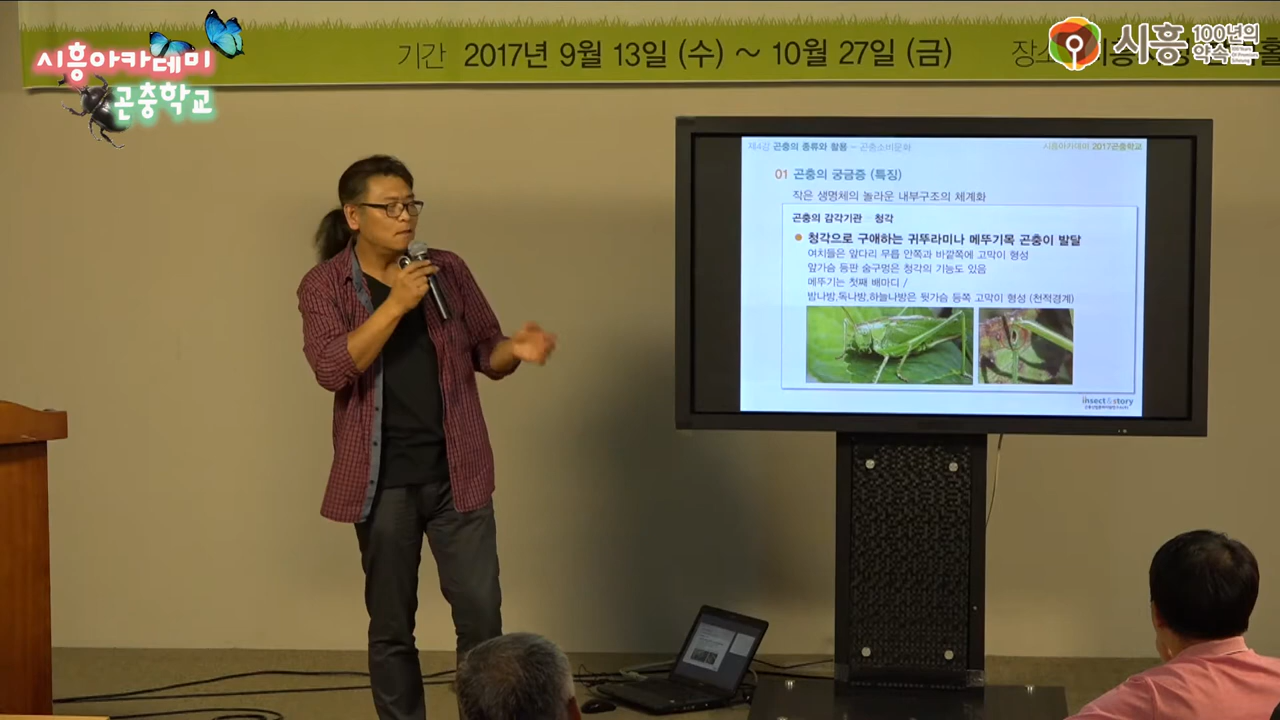 시흥아카데미
곤충학교
기간 2017년 9월 13일 (수) ~ 10월 27일 (금)
시흥 100년의
약속
제4강 곤충의 종류와 활용 - 곤충소비문화
시흥아카데미 2017곤충학교
01 곤충의 궁금증 (특징)
작은 생명체의 놀라운 내부구조의 체계화
곤충의 감각기관 - 청각
청각으로 구애하는 귀뚜라미나 메뚜기목 곤충이 발달
여치들은 앞다리 무릎 안쪽과 바깥쪽에 고막이 형성
앞가슴 등판 숨구멍은 청각의 기능도 있음
메뚜기는 첫째 배마디 /
밤나방,독나방,하늘나방은 뒷가슴 등쪽 고막이 형성 (천적경계)
insect&story